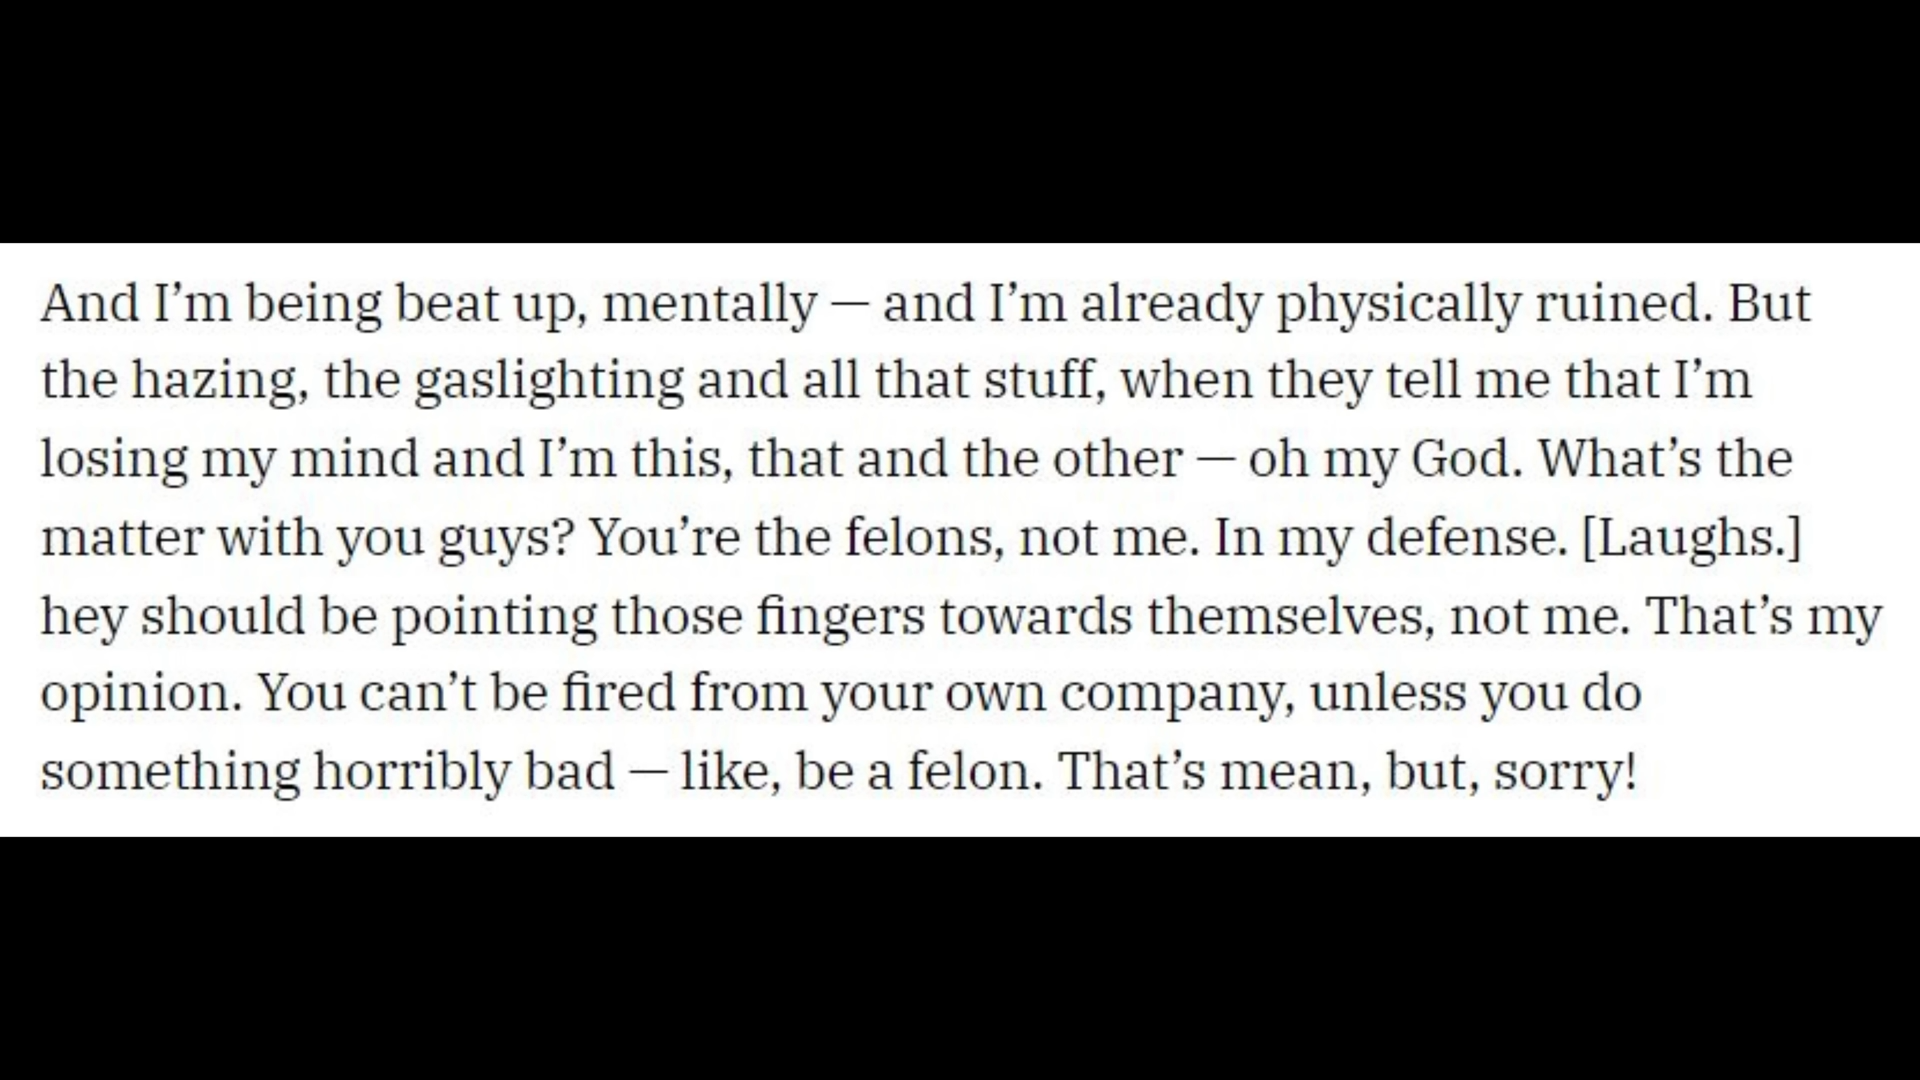 And I’m being beat up, mentally — and I’m already physically ruined. But
the hazing, the gaslighting and all that stuff, when they tell me that I’m
losing my mind and I’m this, that and the other — oh my God. What’s the
matter with you guys? You’re the felons, not me. In my defense. [Laughs.]
hey should be pointing those fingers towards themselves, not me. That’s my
opinion. You can’t be fired from your own company, unless you do
something horribly bad — like, be a felon. That’s mean, but, sorry!